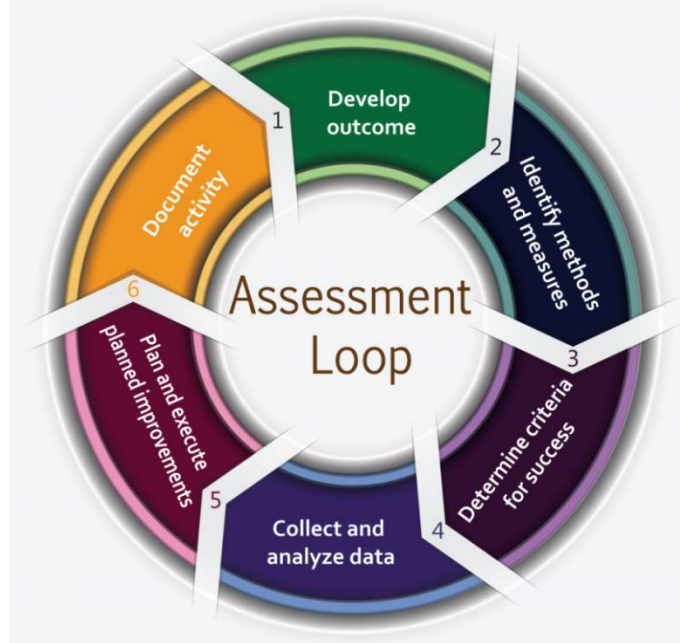 Assessment
Loop
1
Develop
outcome
2
Identify methods
and measures
3
Determine criteria
for success
4
Collect and
analyze data
5
Plan and execute
planned improvements
6
Document
activity